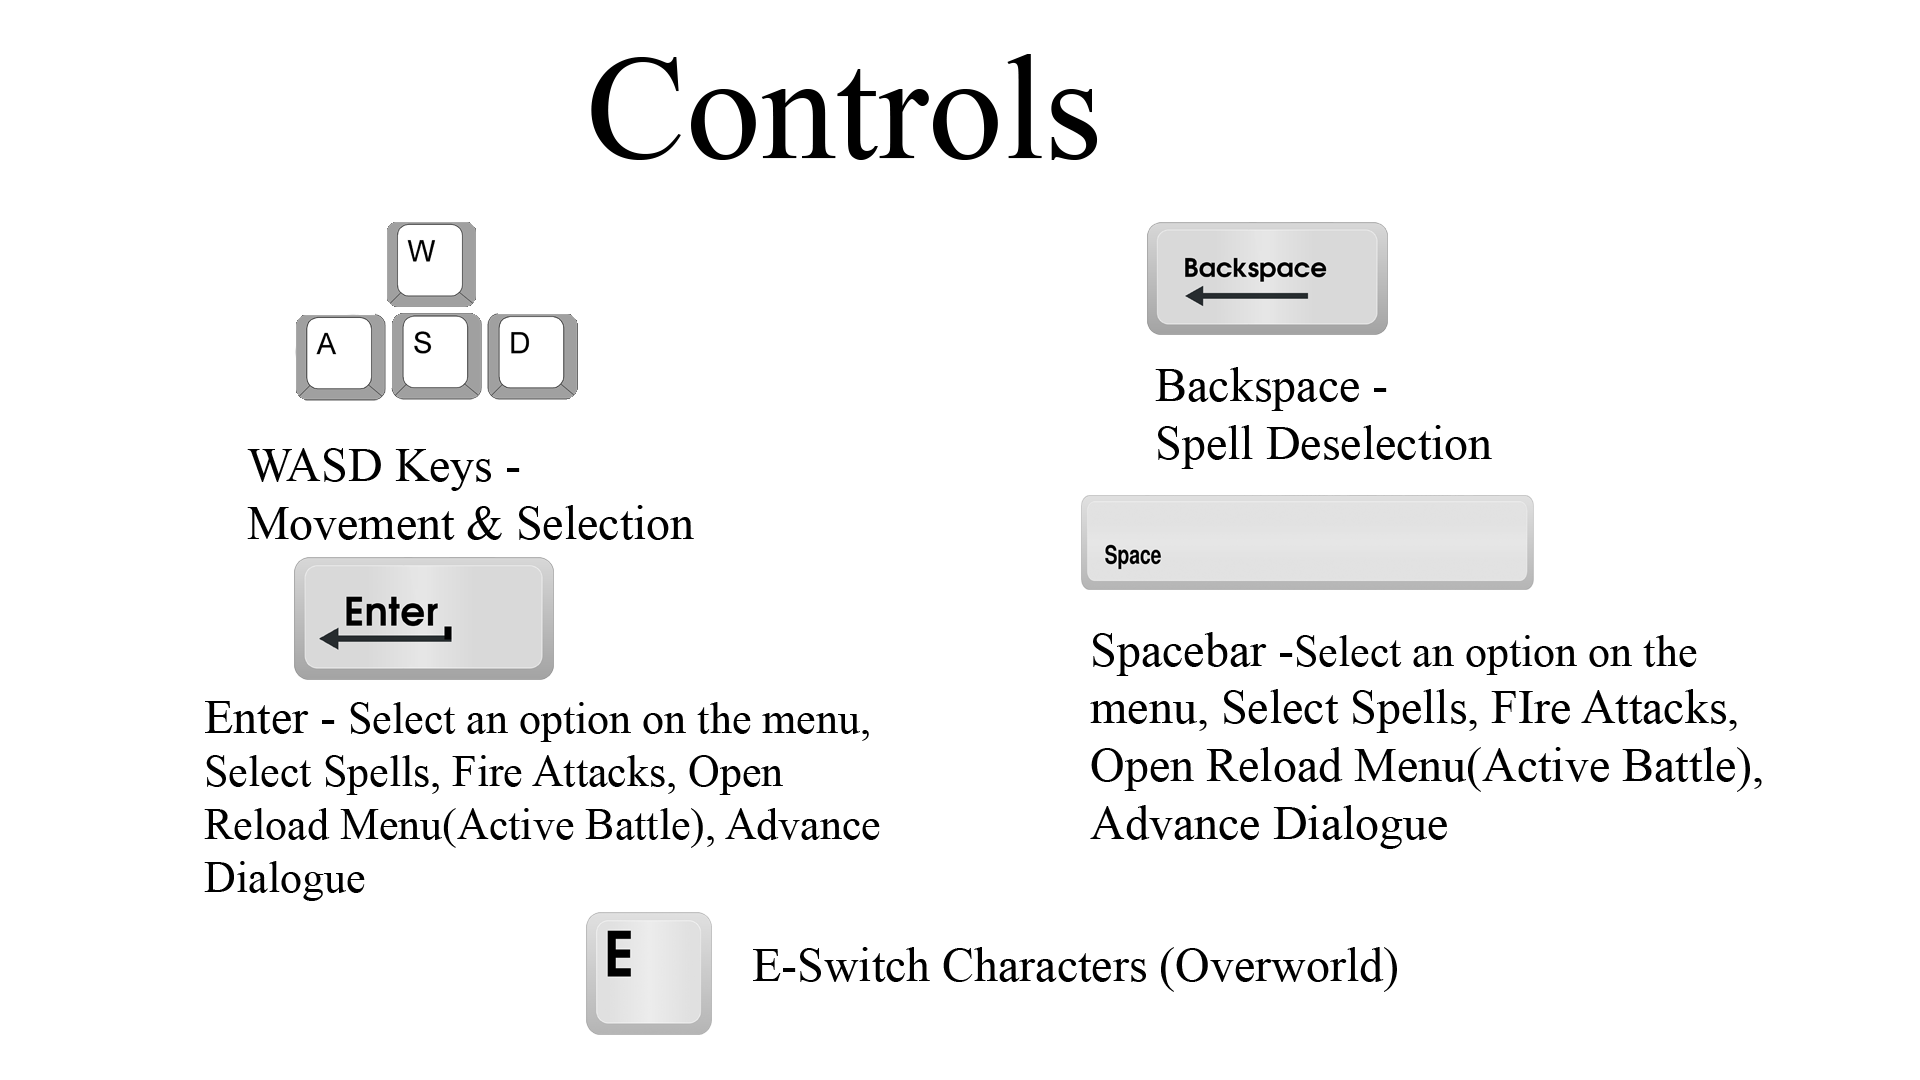 Controls
W
A S D
WASD Keys -
Movement & Selection
Enter
Enter - Select an option on the menu,
Select Spells, Fire Attacks, Open
Reload Menu(Active Battle), Advance
Dialogue
Backspace
Backspace -
Spell Deselection
Space
Spacebar -Select an option on the
menu, Select Spells, FIre Attacks,
Open Reload Menu(Active Battle),
Advance Dialogue
E
E-Switch Characters (Overworld)